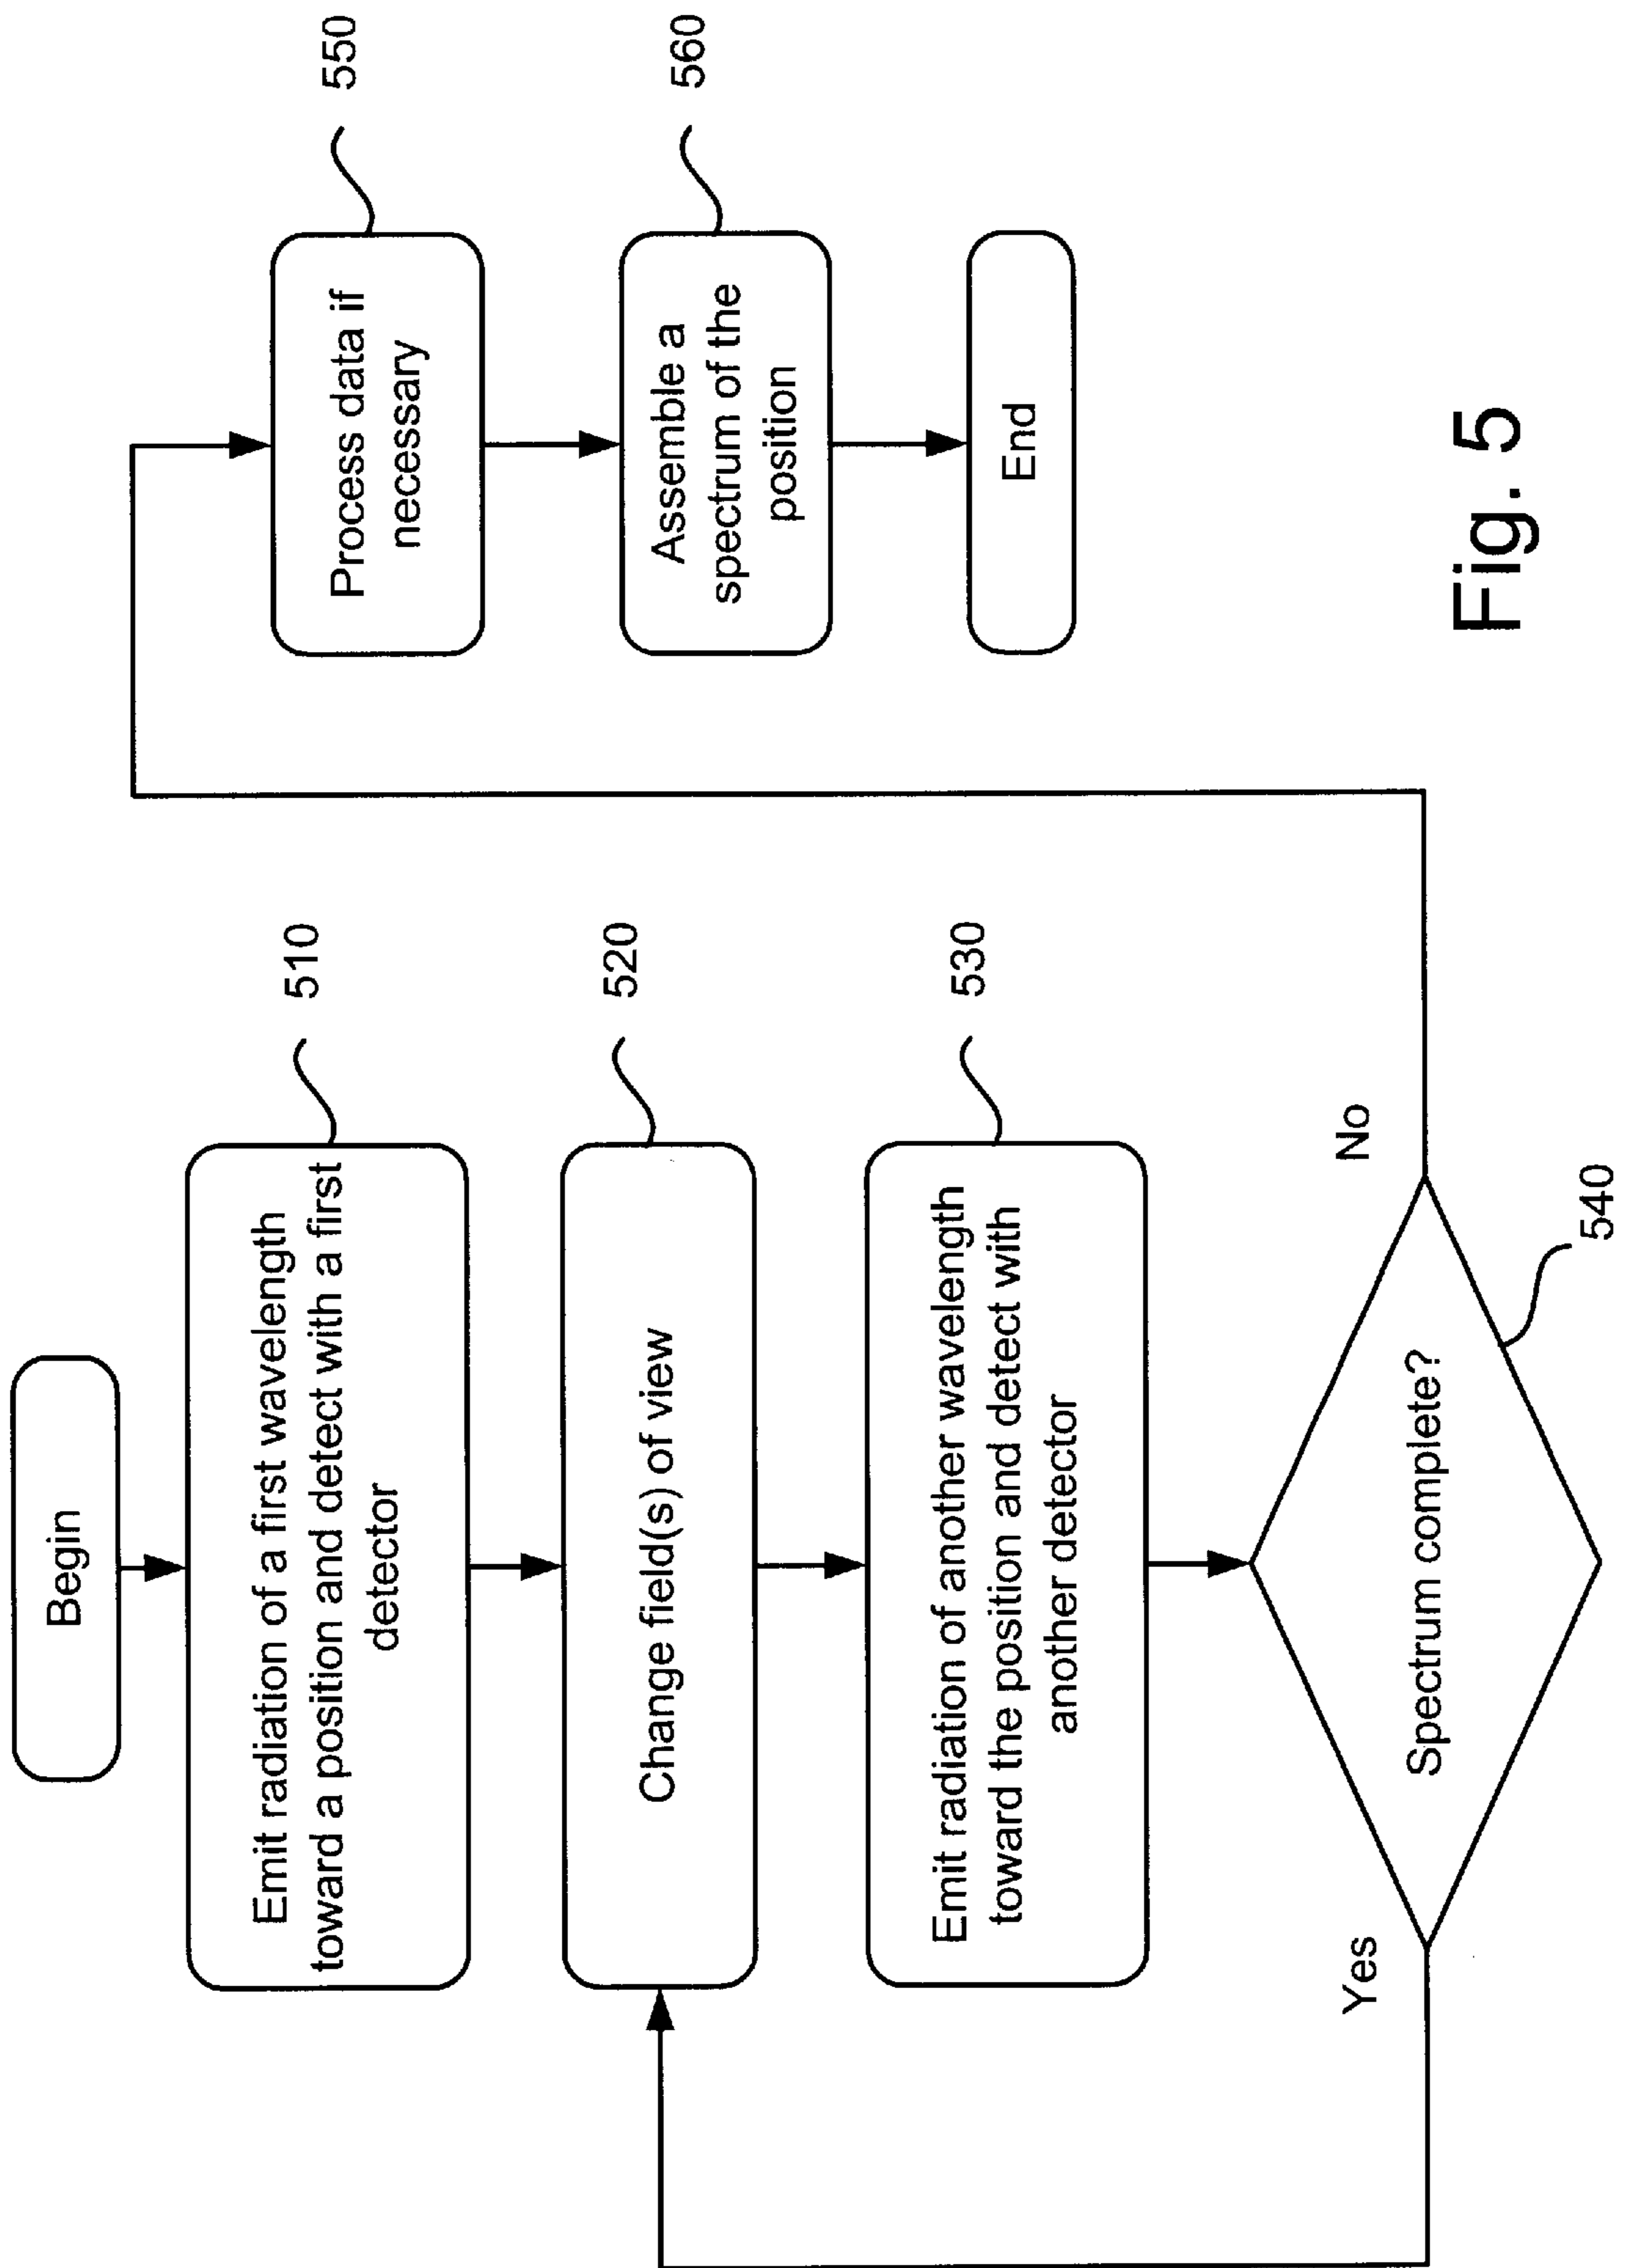 Begin
Emit radiation of a first wavelength
toward a position and detect with a first
detector
510
Change field(s) of view
520
Emit radiation of another wavelength
toward the position and detect with
another detector
530
Spectrum complete?
540
Yes
No
Process data if
necessary
550
Assemble a
spectrum of the
position
560
End
Fig. 5